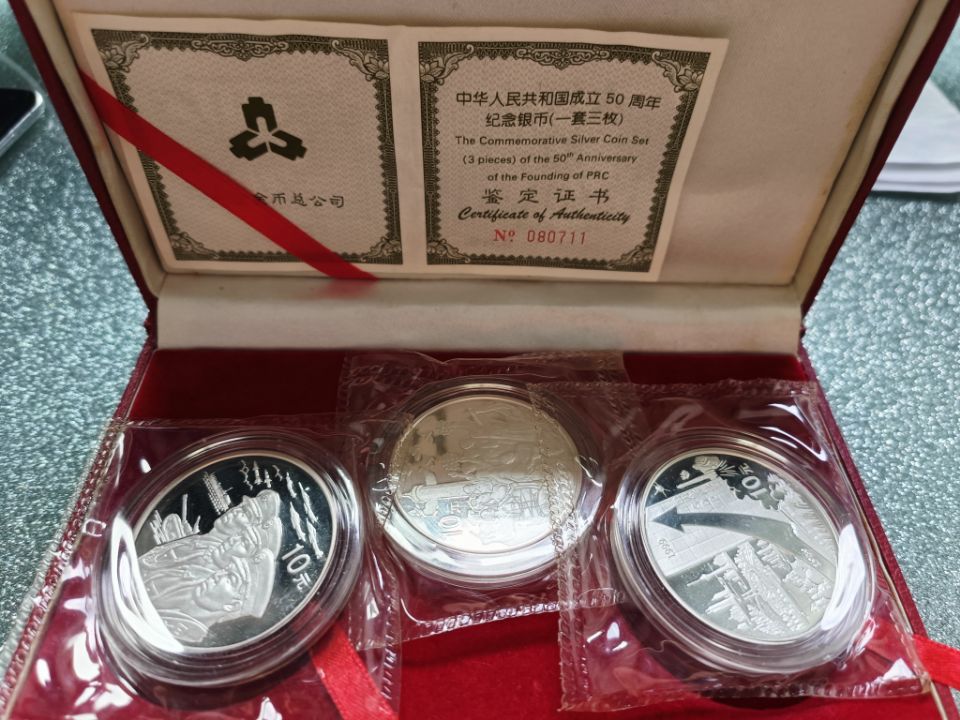 金币总公司
中华人民共和国成立50周年
纪念银币(一套三枚)
The Commemorative Silver Coin Set
(3 pieces) of the 50th Anniversary
of the Founding of PRC
鉴定证书
Certificate of Authenticity
Nº 080711
10元
10
10元
1949
1999